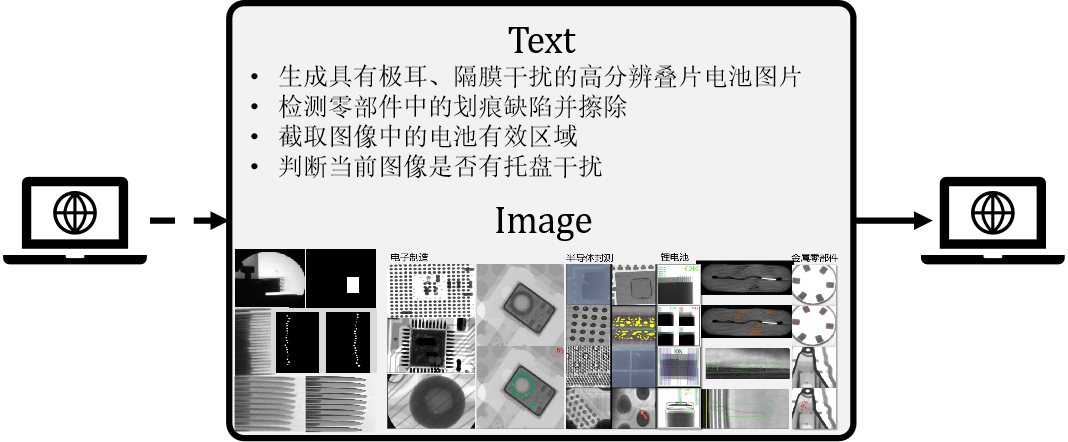 Text
• 生成具有极耳、隔膜干扰的高分辨叠片电池图片
• 检测零部件中的划痕缺陷并擦除
• 截取图像中的电池有效区域
• 判断当前图像是否有托盘干扰
Image
电子制造
半导体封测
锂电池
金属零部件
OK
OK